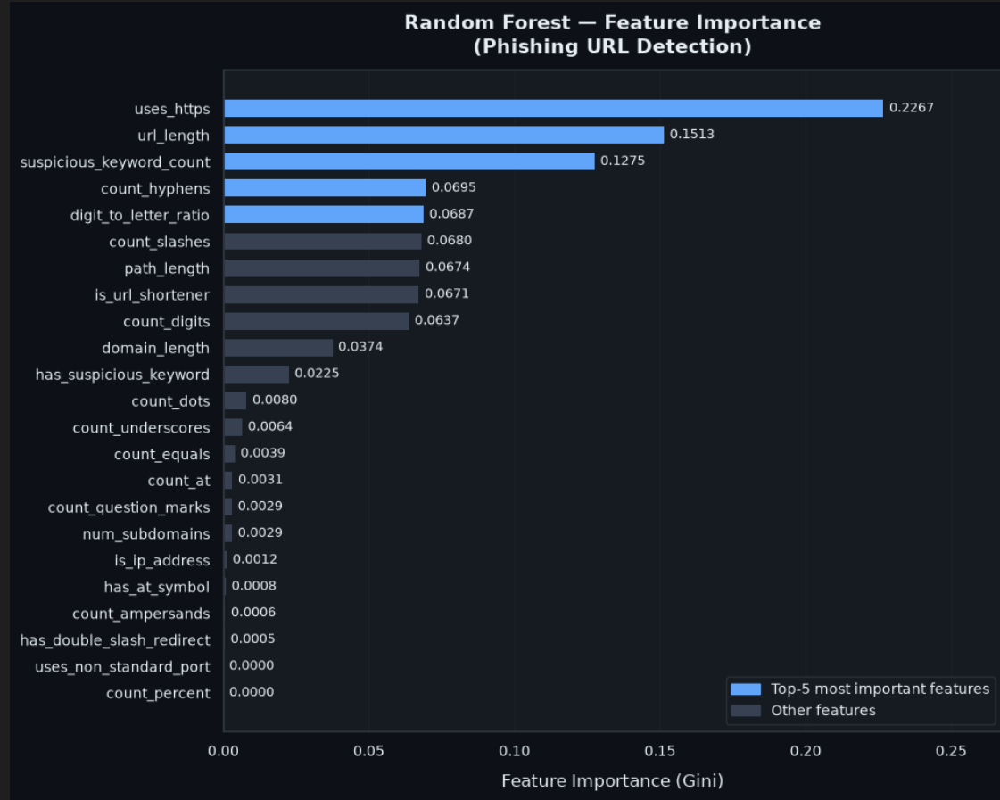 Random Forest — Feature Importance
(Phishing URL Detection)
uses_https 0.2267
url_length 0.1513
suspicious_keyword_count 0.1275
count_hyphens 0.0695
digit_to_letter_ratio 0.0687
count_slashes 0.0680
path_length 0.0674
is_url_shortener 0.0671
count_digits 0.0637
domain_length 0.0374
has_suspicious_keyword 0.0225
count_dots 0.0080
count_underscores 0.0064
count_equals 0.0039
count_at 0.0031
count_question_marks 0.0029
num_subdomains 0.0029
is_ip_address 0.0012
has_at_symbol 0.0008
count_ampersands 0.0006
has_double_slash_redirect 0.0005
uses_non_standard_port 0.0000
count_percent 0.0000
Top-5 most important features
Other features
0.00 0.05 0.10 0.15 0.20 0.25
Feature Importance (Gini)